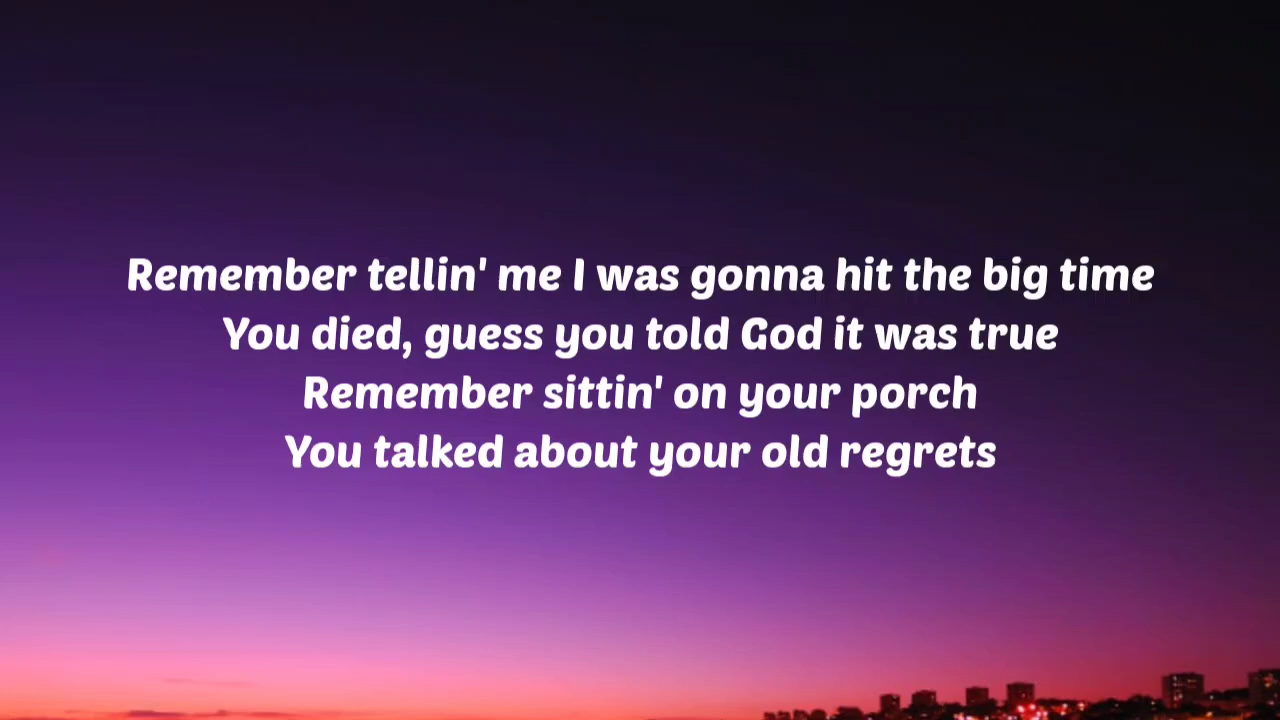 Remember tellin' me I was gonna hit the big time
You died, guess you told God it was true
Remember sittin' on your porch
You talked about your old regrets